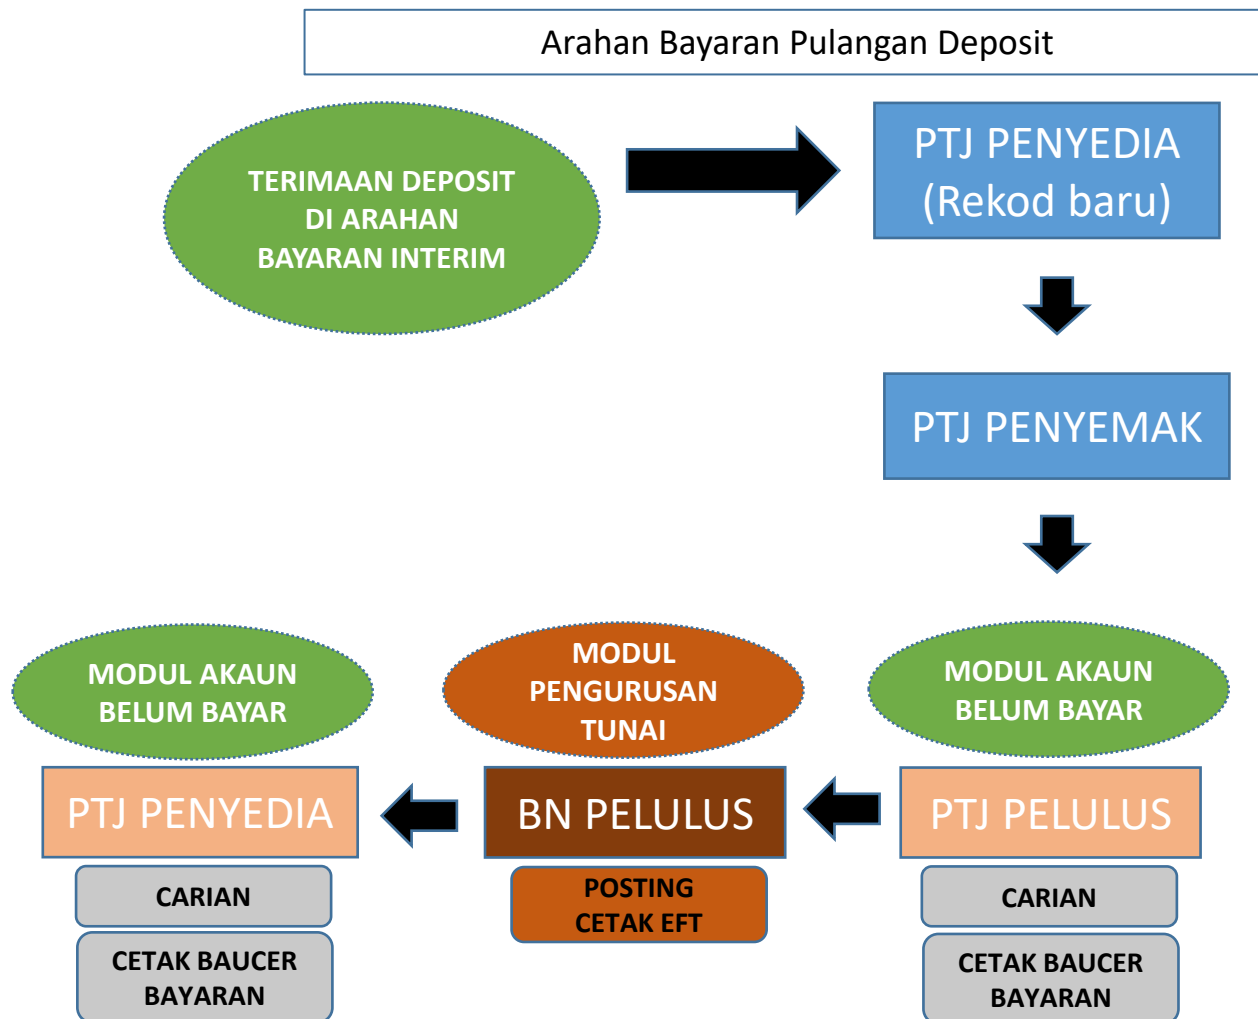 Arahan Bayaran Pulangan Deposit
TERIMAAN DEPOSIT
DI ARAHAN
BAYARAN INTERIM
PTJ PENYEDIA
(Rekod baru)
PTJ PENYEMAK
MODUL AKAUN
BELUM BAYAR
PTJ PENYEDIA
CARIAN
CETAK BAUCER
BAYARAN
MODUL
PENGURUSAN
TUNAI
BN PELULUS
POSTING
CETAK EFT
MODUL AKAUN
BELUM BAYAR
PTJ PELULUS
CARIAN
CETAK BAUCER
BAYARAN